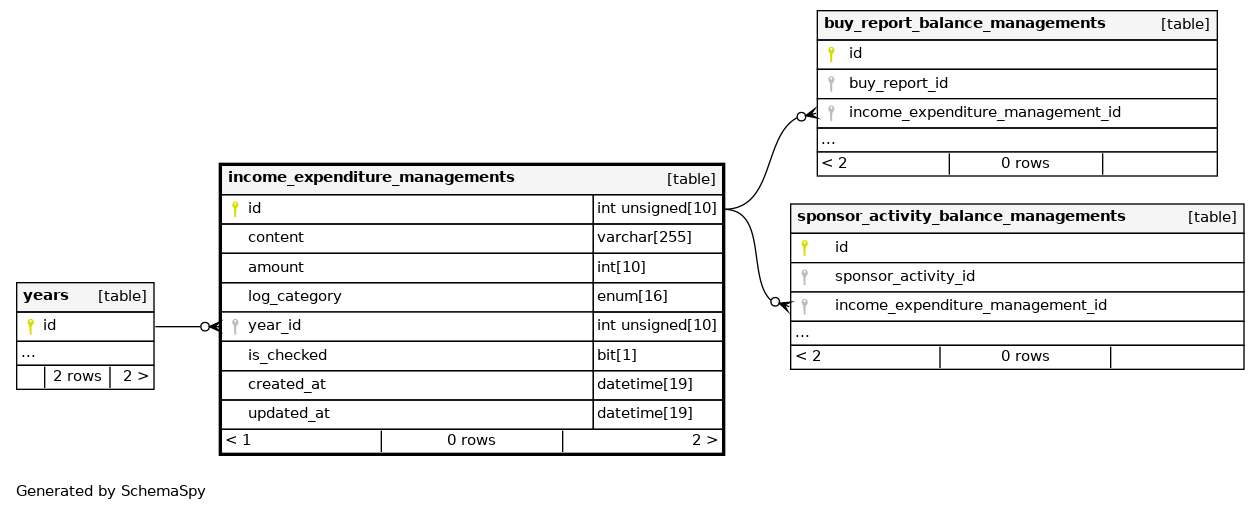 buy_report_balance_managements [table]
id
buy_report_id
income_expenditure_management_id
...
< 2 0 rows
income_expenditure_managements [table]
id int unsigned[10]
content varchar[255]
amount int[10]
log_category enum[16]
year_id int unsigned[10]
is_checked bit[1]
created_at datetime[19]
updated_at datetime[19]
< 1 0 rows 2 >
sponsor_activity_balance_managements [table]
id
sponsor_activity_id
income_expenditure_management_id
...
< 2 0 rows
years [table]
id
...
2 rows 2 >
Generated by SchemaSpy